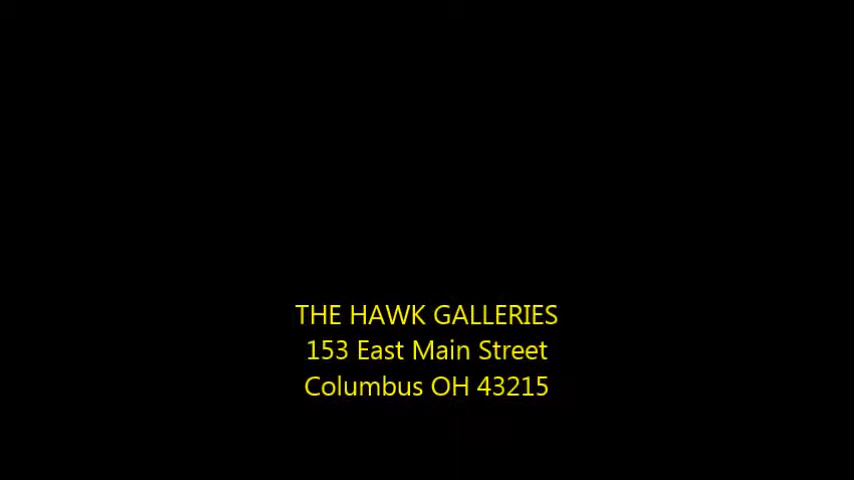 THE HAWK GALLERIES
153 East Main Street
Columbus OH 43215